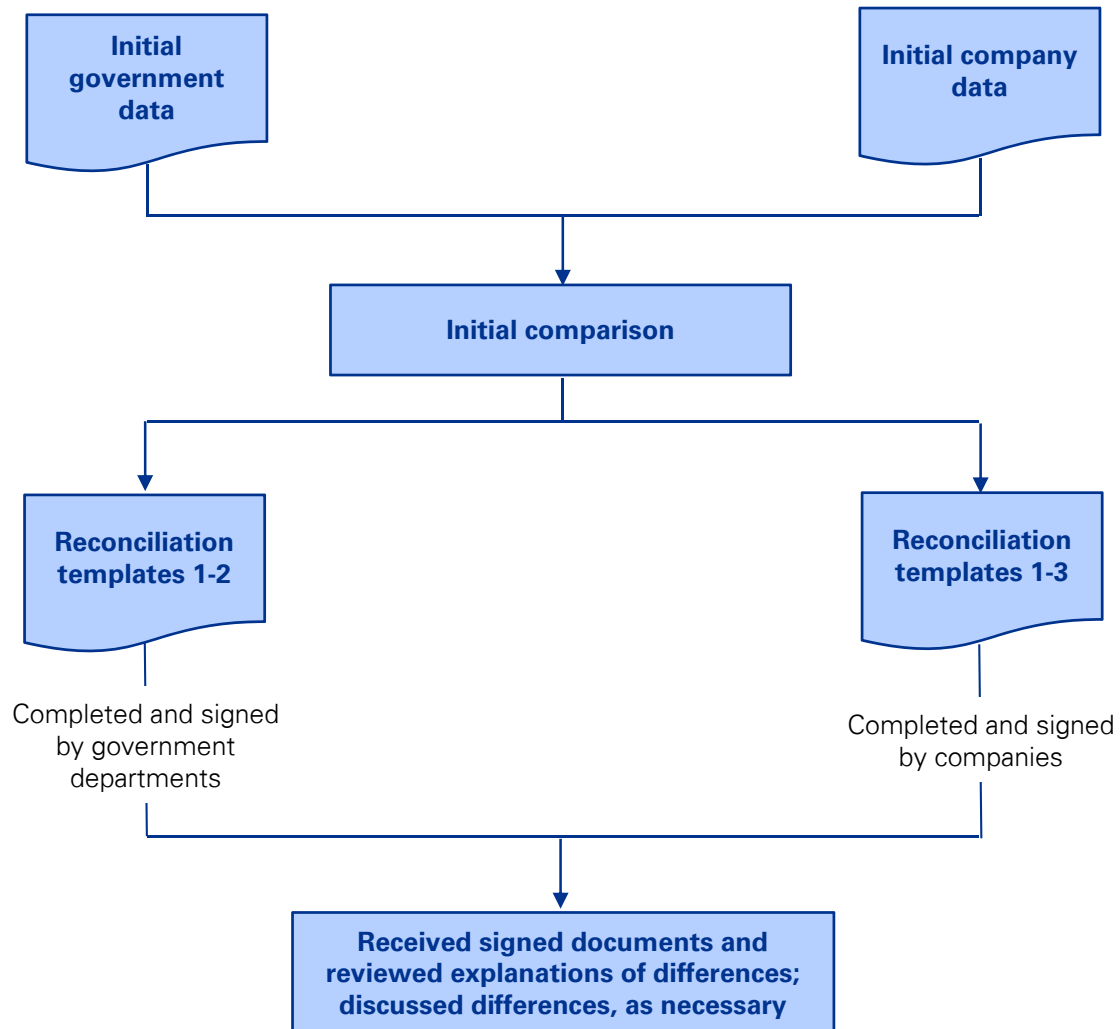 Initial
government
data
Initial company
data
Initial comparison
Reconciliation
templates 1-2
Reconciliation
templates 1-3
Completed and signed
by government
departments
Completed and signed
by companies
Received signed documents and
reviewed explanations of differences;
discussed differences, as necessary